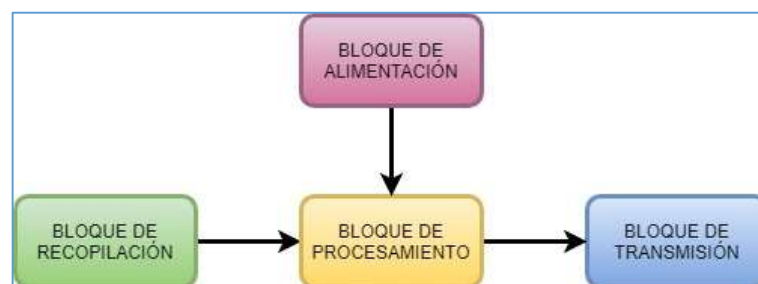 BLOQUE DE
ALIMENTACIÓN
BLOQUE DE
RECOPILACIÓN
BLOQUE DE
PROCESAMIENTO
BLOQUE DE
TRANSMISIÓN